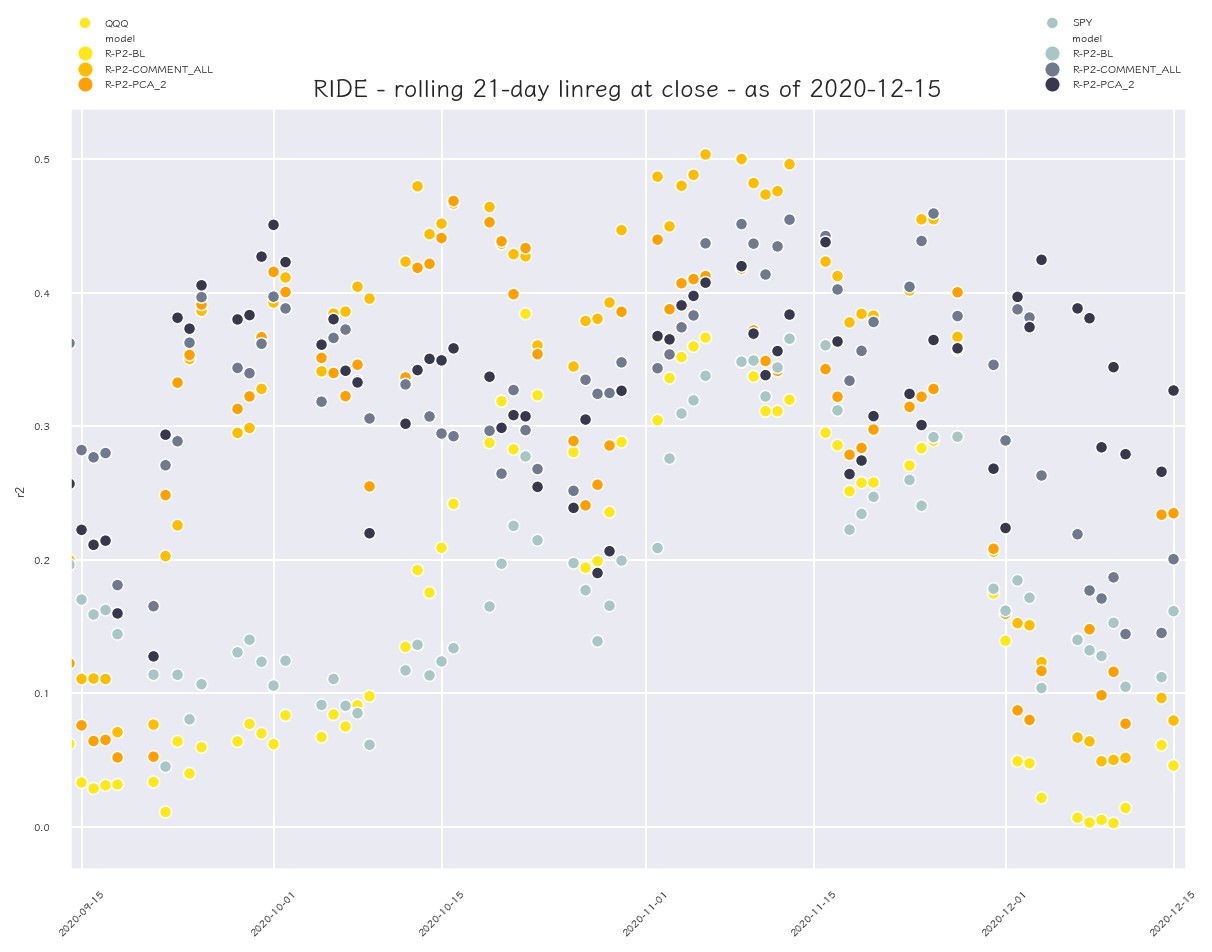 QQQ
model
R-P2-BL
R-P2-COMMENT_ALL
R-P2-PCA_2
SPY
model
R-P2-BL
R-P2-COMMENT_ALL
R-P2-PCA_2
RIDE - rolling 21-day linreg at close - as of 2020-12-15
0.5
0.4
0.3
0.2
0.1
0.0
r2
2020-09-15
2020-10-01
2020-10-15
2020-11-01
2020-11-15
2020-12-01
2020-12-15